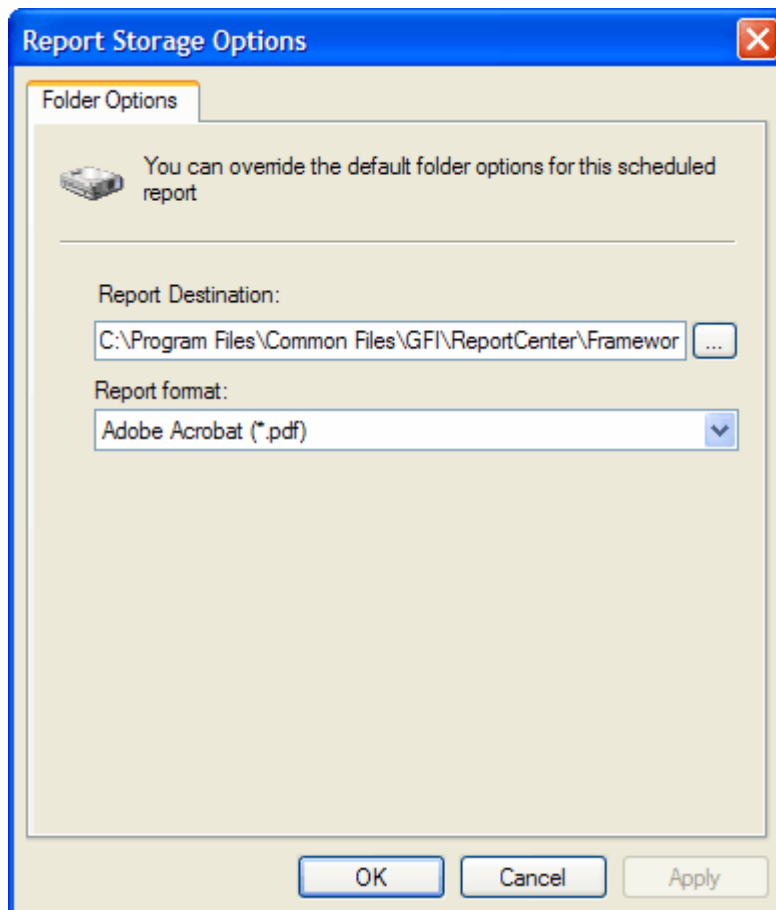 Report Storage Options
Folder Options
You can override the default folder options for this scheduled
report
Report Destination:
C:\Program Files\Common Files\GFI\ReportCenter\Framewor
...
Report format:
Adobe Acrobat (*.pdf)
OK
Cancel
Apply